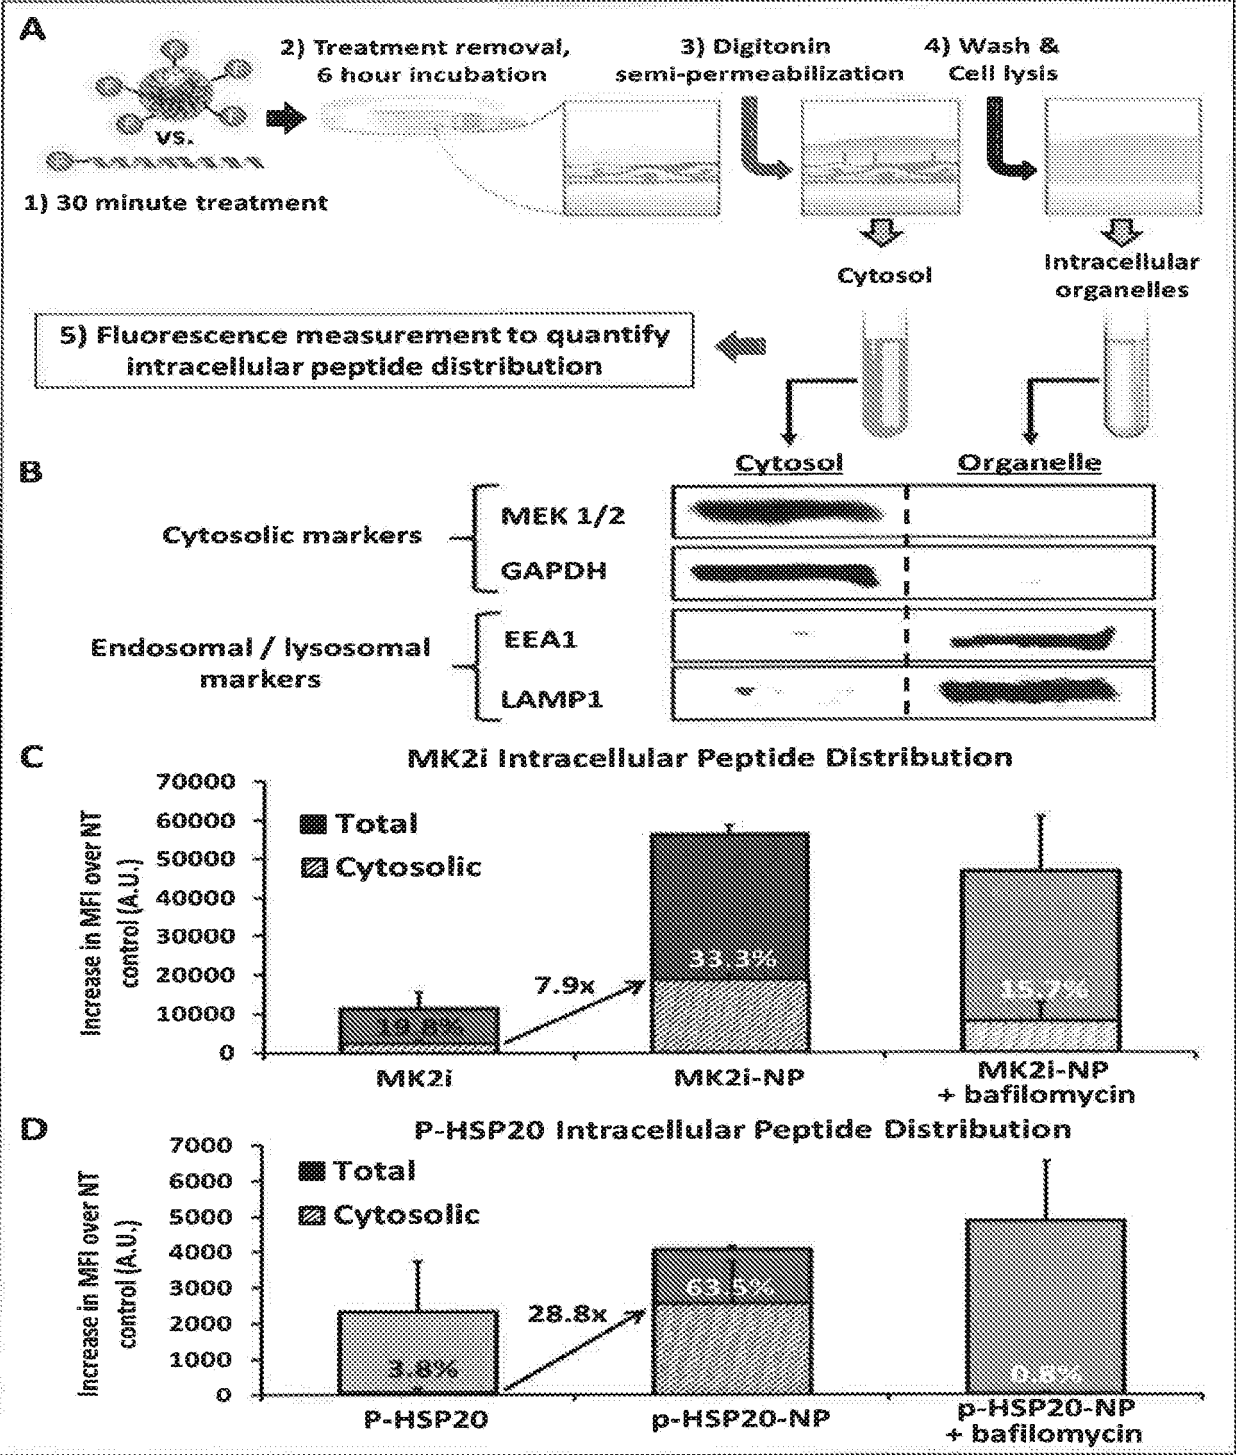 A
2) Treatment removal,
6 hour incubation
3) Digitonin
semi-permeabilization
4) Wash &
Cell lysis
vs.
1) 30 minute treatment
Cytosol
Intracellular
organelles
5) Fluorescence measurement to quantify
intracellular peptide distribution
B
Cytosol
Organelle
Cytosolic markers
MEK 1/2
GAPDH
Endosomal / lysosomal
markers
EEA1
LAMP1
C
MK2i Intracellular Peptide Distribution
Increase in MFI over NT
control (A.U.)
70000
60000
50000
40000
30000
20000
10000
0
Total
Cytosolic
7.9x
33.3%
MK2i
MK2i-NP
MK2i-NP
+ bafilomycin
D
P-HSP20 Intracellular Peptide Distribution
Increase in MFI over NT
control (A.U.)
7000
6000
5000
4000
3000
2000
1000
0
Total
Cytosolic
3.8%
28.8x
63.5%
0.8%
P-HSP20
p-HSP20-NP
p-HSP20-NP
+ bafilomycin